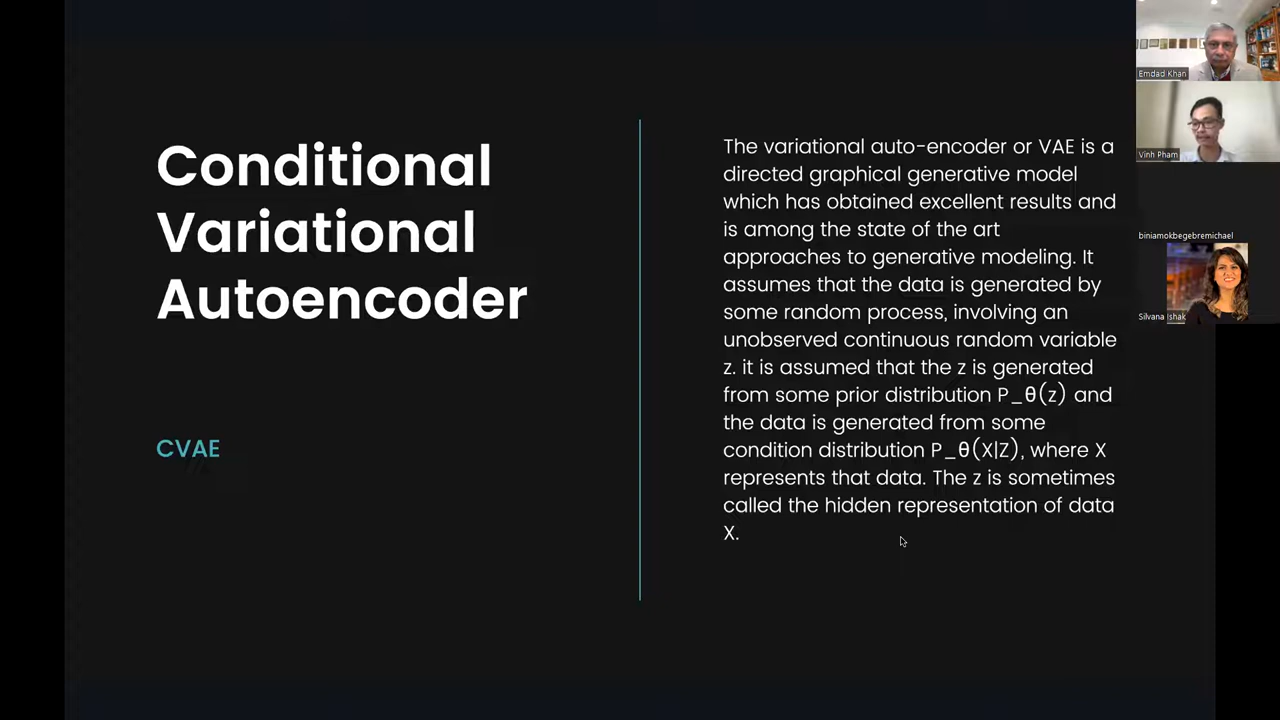 Conditional
Variational
Autoencoder
CVAE
The variational auto-encoder or VAE is a
directed graphical generative model
which has obtained excellent results and
is among the state of the art
approaches to generative modeling. It
assumes that the data is generated by
some random process, involving an
unobserved continuous random variable
z. it is assumed that the z is generated
from some prior distribution P_θ(z) and
the data is generated from some
condition distribution P_θ(X|Z), where X
represents that data. The z is sometimes
called the hidden representation of data
X.
Emdad Khan
Vinh Pham
biniamokbegebremichael
Silvana Ishak